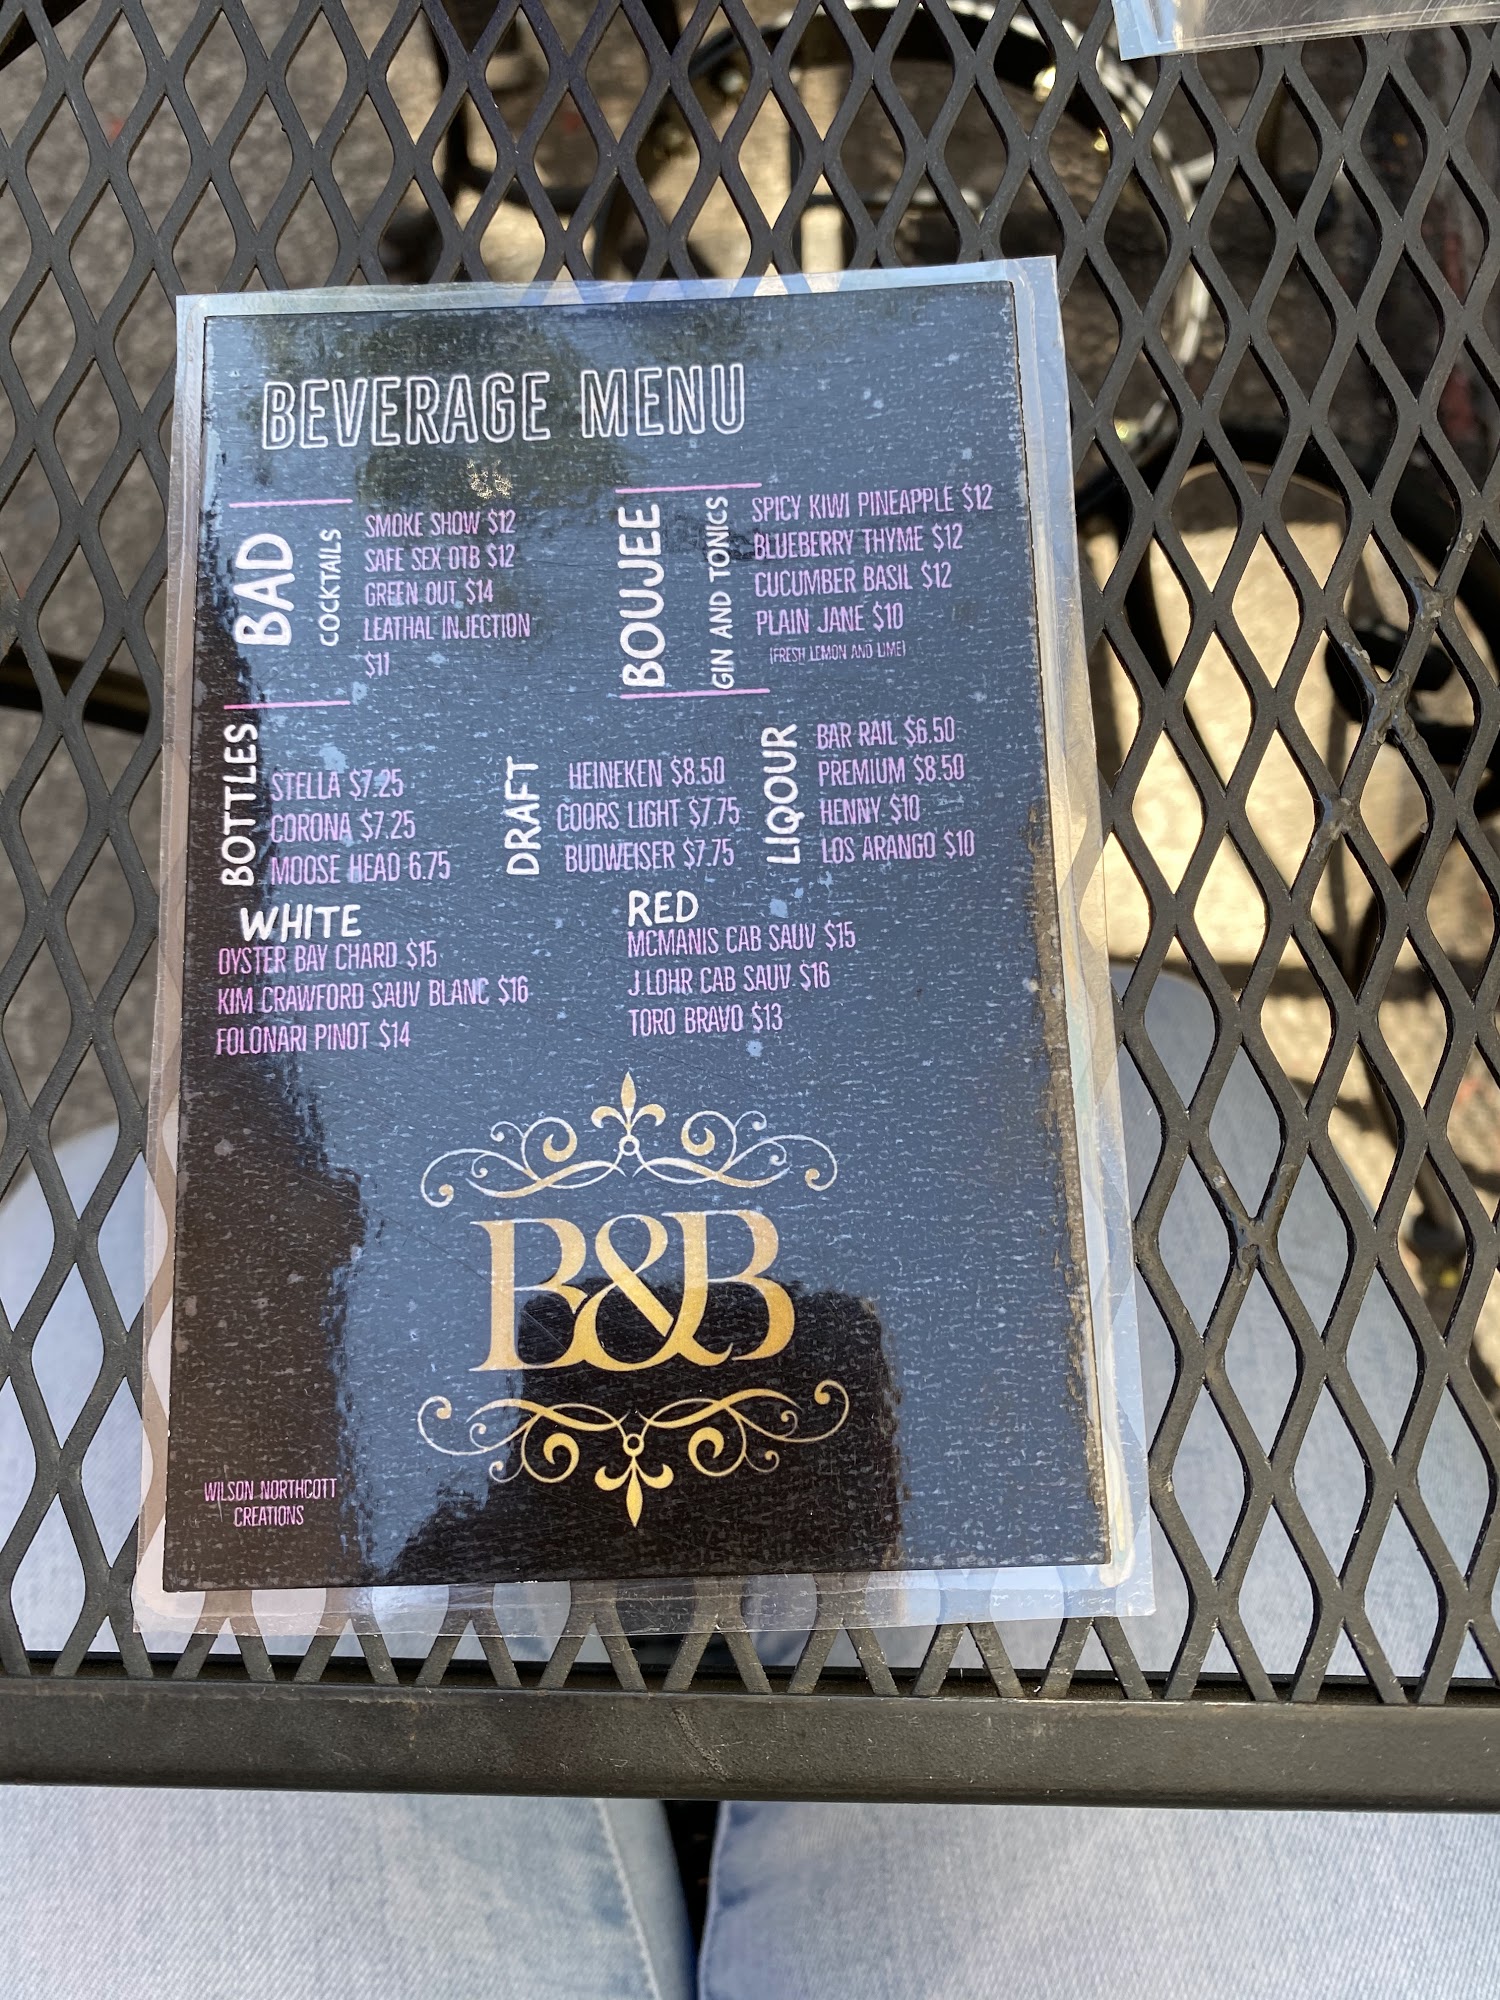 BEVERAGE MENU
BAD
COCKTAILS
SMOKE SHOW $12
SAFE SEX OTB $12
GREEN OUT $14
LEATHAL INJECTION
$11
BOUJEE
GIN AND TONICS
SPICY KIWI PINEAPPLE $12
BLUEBERRY THYME $12
CUCUMBER BASIL $12
PLAIN JANE $10
(FRESH LEMON AND LIME)
BOTTLES
STELLA $7.25
CORONA $7.25
MOOSE HEAD 6.75
DRAFT
HEINEKEN $8.50
COORS LIGHT $7.75
BUDWEISER $7.75
LIQOUR
BAR RAIL $6.50
PREMIUM $8.50
HENNY $10
LOS ARANGO $10
WHITE
OYSTER BAY CHARD $15
KIM CRAWFORD SAUV BLANC $16
FOLONARI PINOT $14
RED
MCMANIS CAB SAUV $15
J.LOHR CAB SAUV $16
TORO BRAVO $13
B&B
WILSON NORTHCOTT
CREATIONS